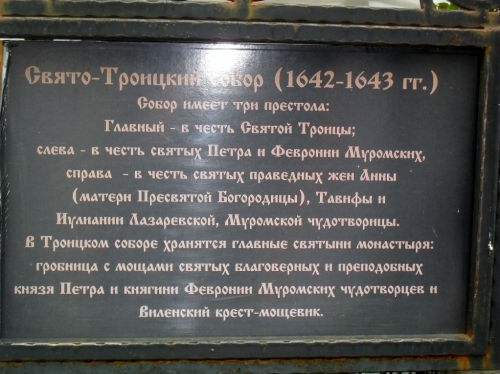 Свято-Троицкий собор (1642-1643 гг.)
Собор имеет три престола:
Главный - в честь Святой Троицы;
слева - в честь святых Петра и Февронии Муромских,
справа - в честь святых праведных жен Анны
(матери Пресвятой Богородицы), Тавифы и
Иулиании Лазаревской, Муромской чудотворицы.
В Троицком соборе хранятся главные святыни монастыря:
гробница с мощами святых благоверных и преподобных
князя Петра и княгини Февронии Муромских чудотворцев и
Виленский крест-мощевик.